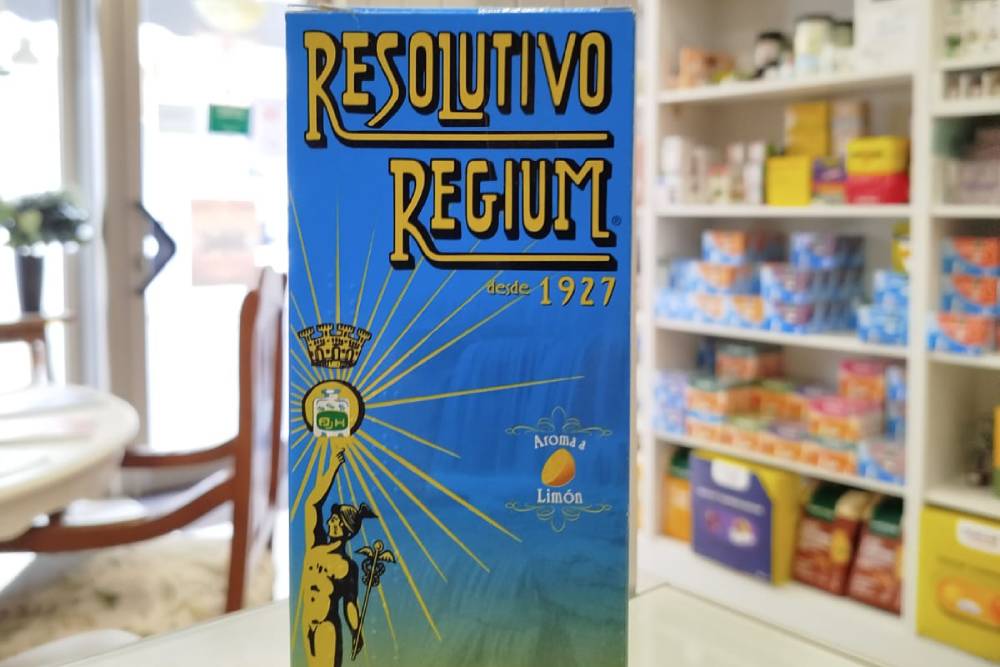 RESOLUTIVO
REGIUM®
desde 1927
Aroma a
Limón